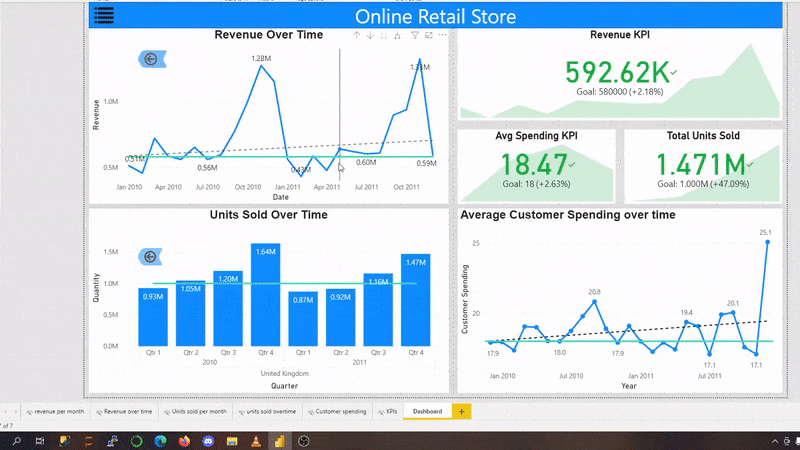 Online Retail Store
Revenue Over Time
1.28M
1.33M
Revenue
1.0M
0.5M
0.51M
0.56M
0.43M
0.60M
0.59M
Jan 2010 Apr 2010 Jul 2010 Oct 2010 Jan 2011 Apr 2011 Jul 2011 Oct 2011
Date
Revenue KPI
592.62K
Goal: 580000 (+2.18%)
Avg Spending KPI
18.47
Goal: 18 (+2.63%)
Total Units Sold
1.471M
Goal: 1.000M (+47.09%)
Units Sold Over Time
Quantity
1.5M
1.0M
0.5M
0.0M
0.93M 1.05M 1.20M 1.64M 0.87M 0.92M 1.16M 1.47M
Qtr 1 Qtr 2 Qtr 3 Qtr 4 Qtr 1 Qtr 2 Qtr 3 Qtr 4
2010 2011
United Kingdom
Quarter
Average Customer Spending over time
Customer Spending
25
20
17.9 18.0 20.8 17.9 19.4 17.1 20.1 17.1 25.1
Jan 2010 Jul 2010 Jan 2011 Jul 2011
Year
revenue per month Revenue over time Units sold per month units sold overtime Customer spending KPIs Dashboard +
of 7